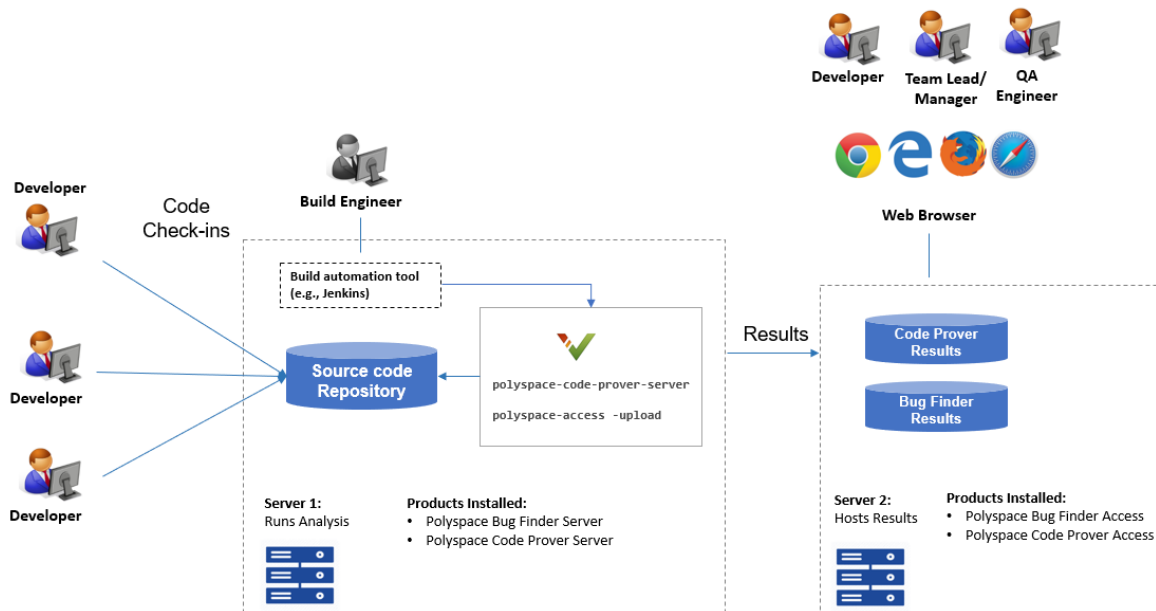 Developer
Team Lead/
Manager
QA
Engineer
Web Browser
Build Engineer
Developer
Code
Check-ins
Developer
Developer
Build automation tool
(e.g., Jenkins)
Source code
Repository
polyspace-code-prover-server
polyspace-access -upload
Results
Code Prover
Results
Bug Finder
Results
Server 1:
Runs Analysis
Products Installed:
• Polyspace Bug Finder Server
• Polyspace Code Prover Server
Server 2:
Hosts Results
Products Installed:
• Polyspace Bug Finder Access
• Polyspace Code Prover Access